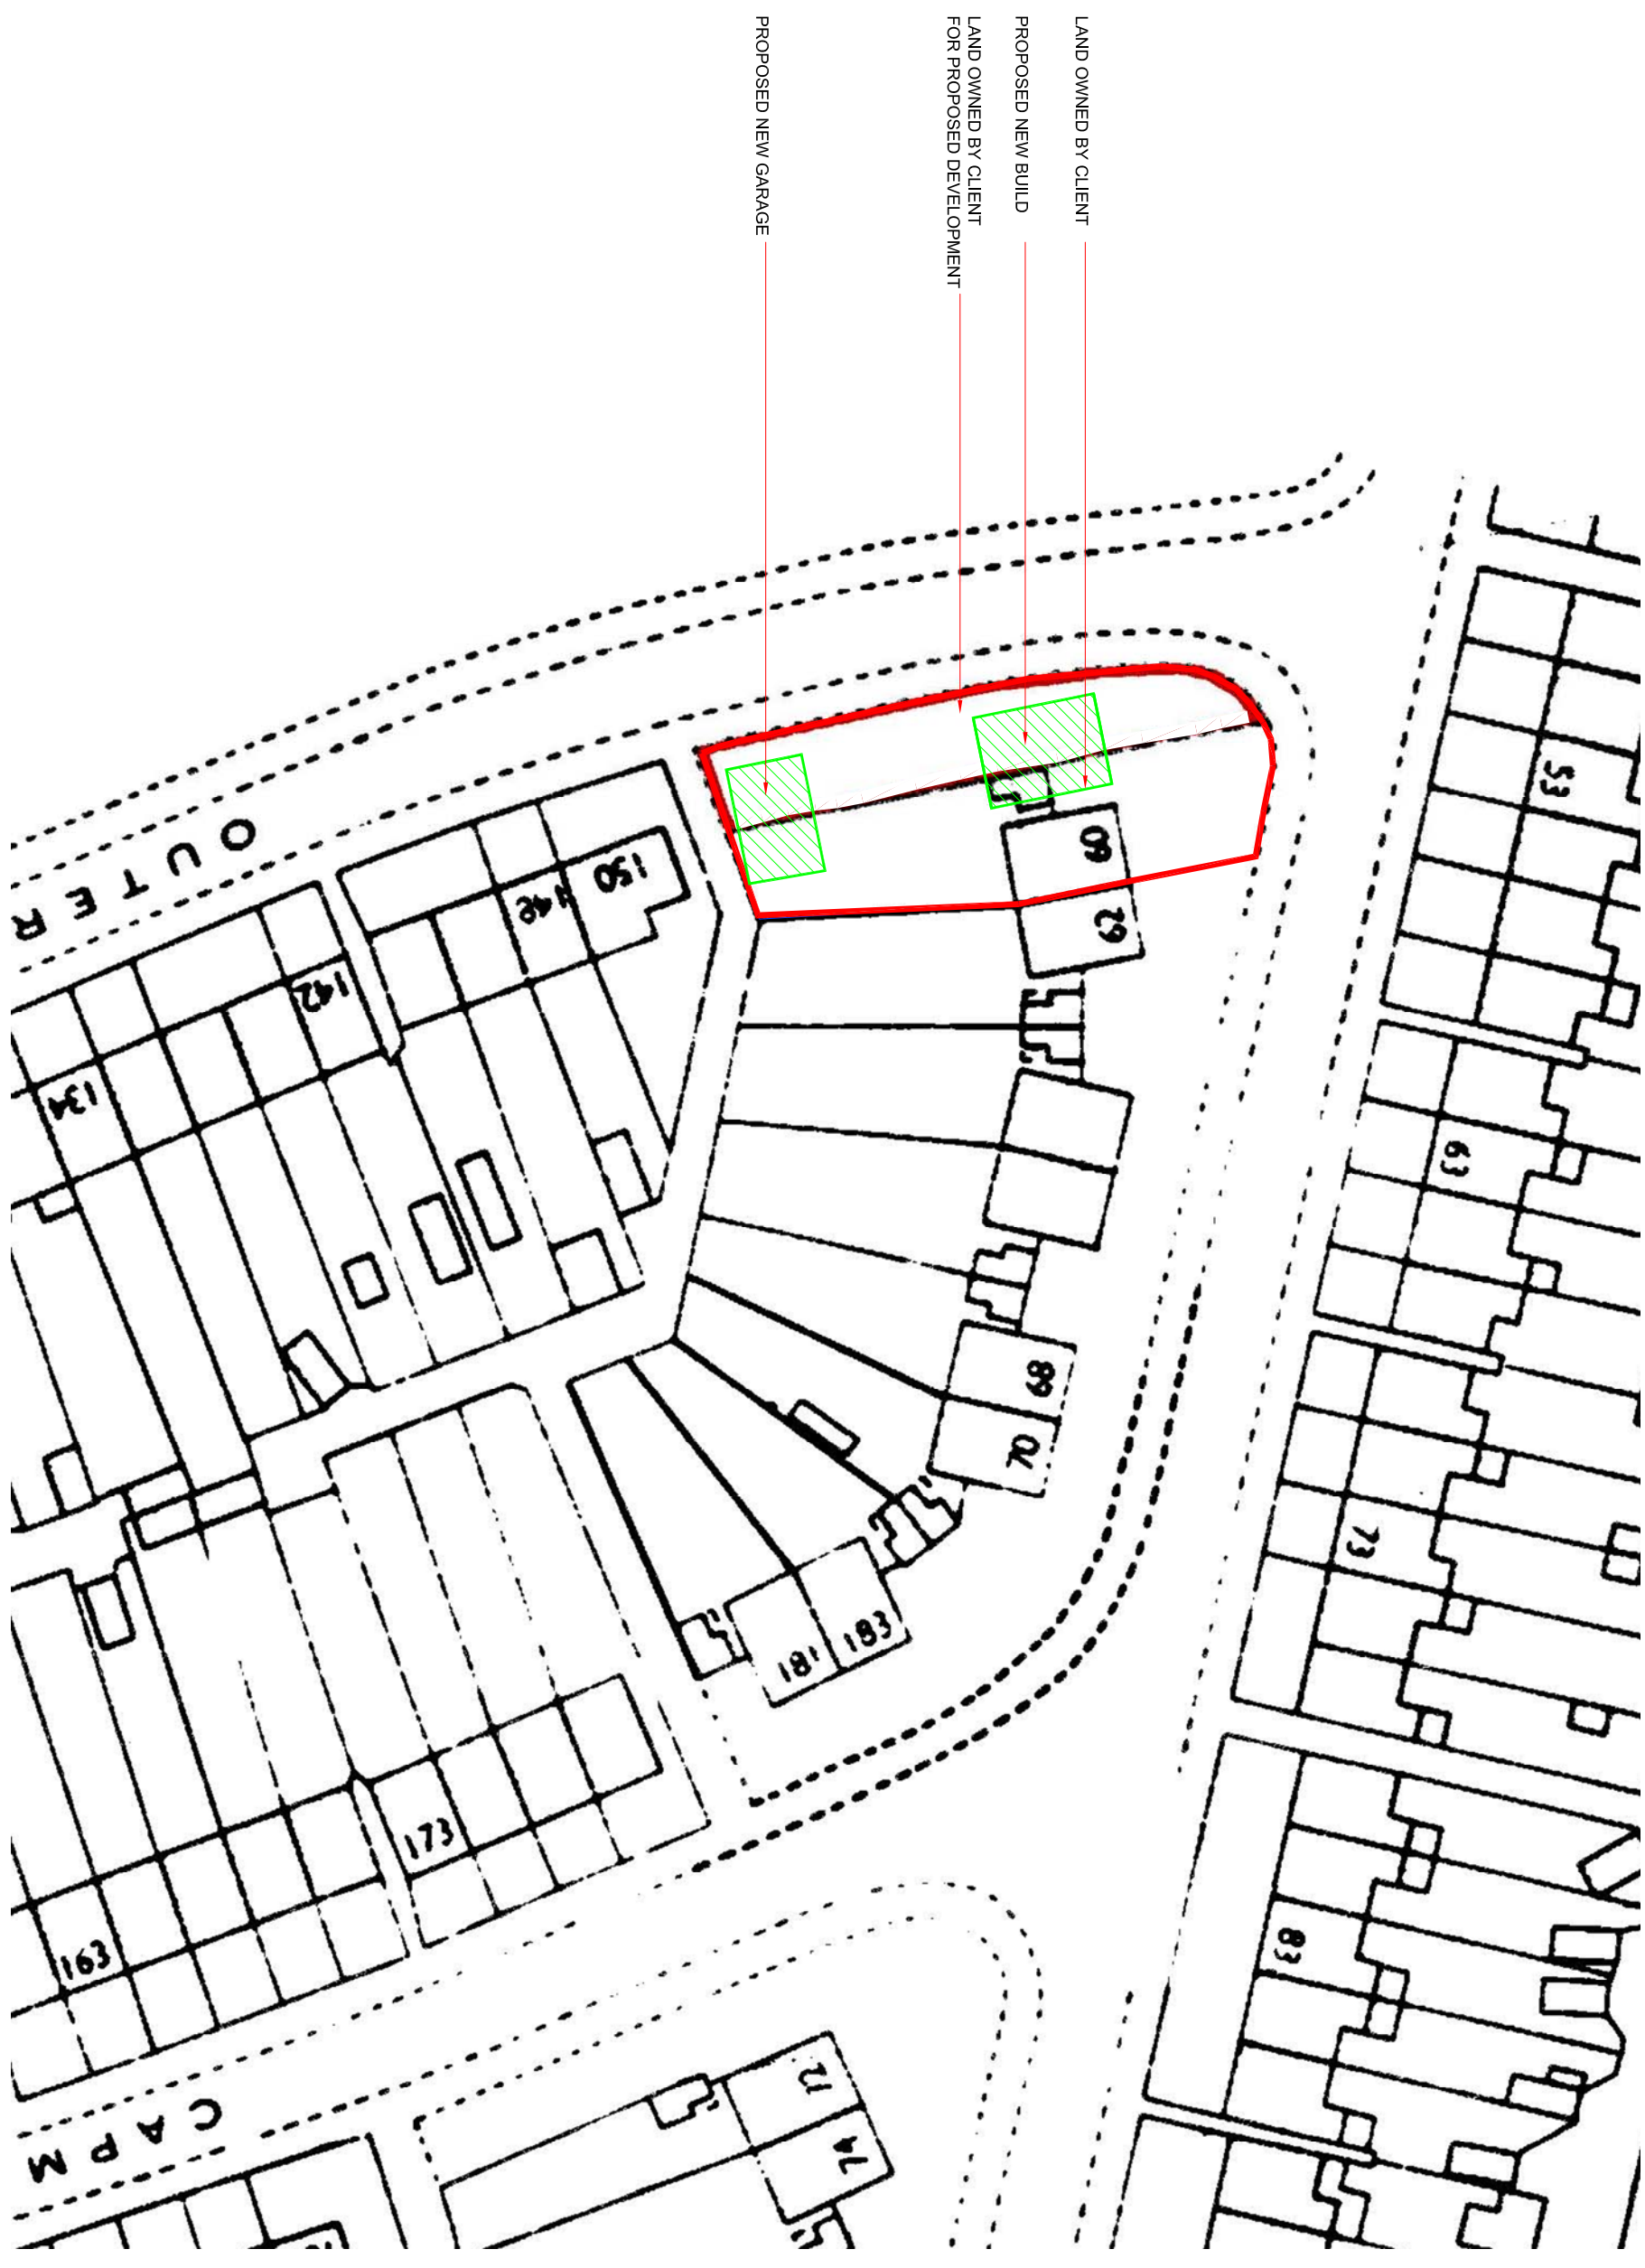 LAND OWNED BY CLIENT
PROPOSED NEW BUILD
LAND OWNED BY CLIENT
FOR PROPOSED DEVELOPMENT
PROPOSED NEW GARAGE
53
60
62
150
148
142
134
OUTER
63
68
70
73
183
181
173
163
83
72
74
CAPM